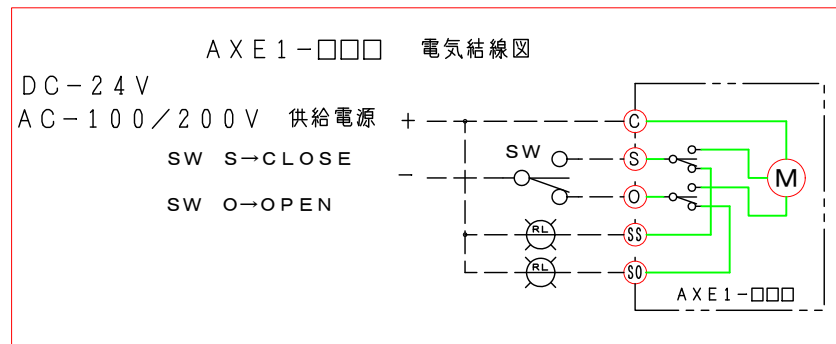 AXE1-□□□ 電気結線図
DC-24V
AC-100/200V 供給電源 + C
SW S→CLOSE SW S
- M
SW O→OPEN O
RL SS
RL SO
AXE1-□□□